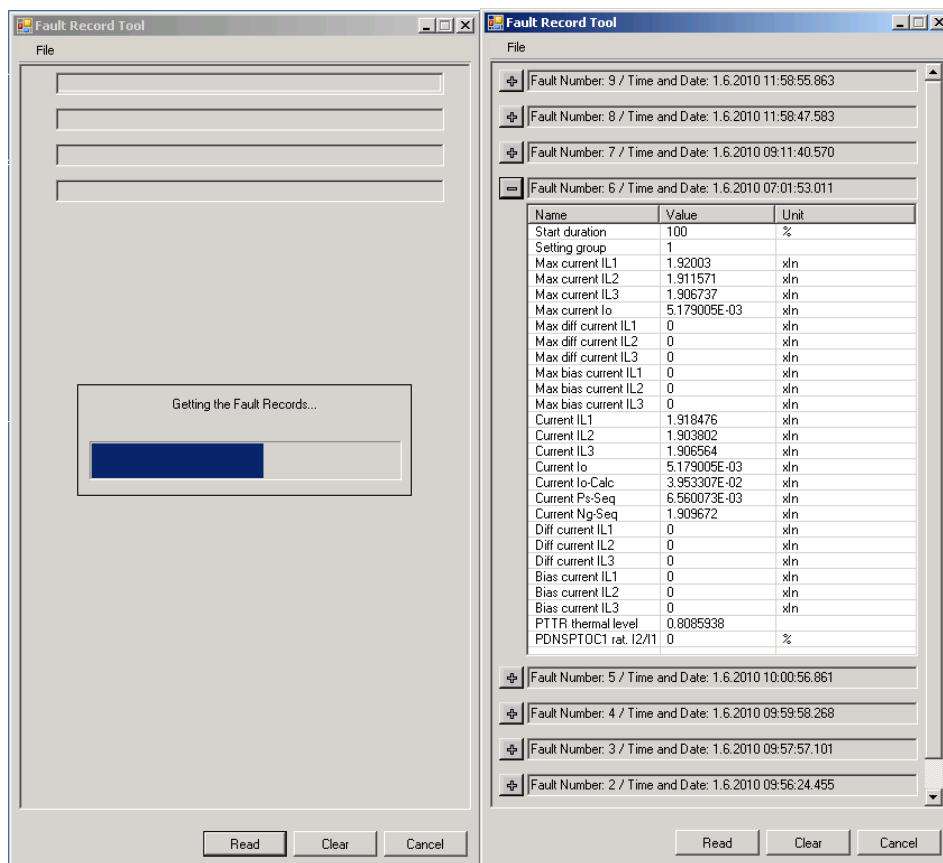 Fault Record Tool
File
Getting the Fault Records...
Read Clear Cancel
Fault Record Tool
File
Fault Number: 9 / Time and Date: 1.6.2010 11:58:55.863
Fault Number: 8 / Time and Date: 1.6.2010 11:58:47.583
Fault Number: 7 / Time and Date: 1.6.2010 09:11:40.570
Fault Number: 6 / Time and Date: 1.6.2010 07:01:53.011
Name Value Unit
Start duration 100 %
Setting group 1
Max current IL1 1.92003 xIn
Max current IL2 1.911571 xIn
Max current IL3 1.906737 xIn
Max current Io 5.179005E-03 xIn
Max diff current IL1 0 xIn
Max diff current IL2 0 xIn
Max diff current IL3 0 xIn
Max bias current IL1 0 xIn
Max bias current IL2 0 xIn
Max bias current IL3 0 xIn
Current IL1 1.918476 xIn
Current IL2 1.903802 xIn
Current IL3 1.906564 xIn
Current Io 5.179005E-03 xIn
Current Io-Calc 3.953307E-02 xIn
Current Ps-Seq 6.560073E-03 xIn
Current Ng-Seq 1.909672 xIn
Diff current IL1 0 xIn
Diff current IL2 0 xIn
Diff current IL3 0 xIn
Bias current IL1 0 xIn
Bias current IL2 0 xIn
Bias current IL3 0 xIn
PTTR thermal level 0.8085938
PDNSPTOC1 rat. I2/I1 0 %
Fault Number: 5 / Time and Date: 1.6.2010 10:00:56.861
Fault Number: 4 / Time and Date: 1.6.2010 09:59:58.268
Fault Number: 3 / Time and Date: 1.6.2010 09:57:57.101
Fault Number: 2 / Time and Date: 1.6.2010 09:56:24.455
Read Clear Cancel